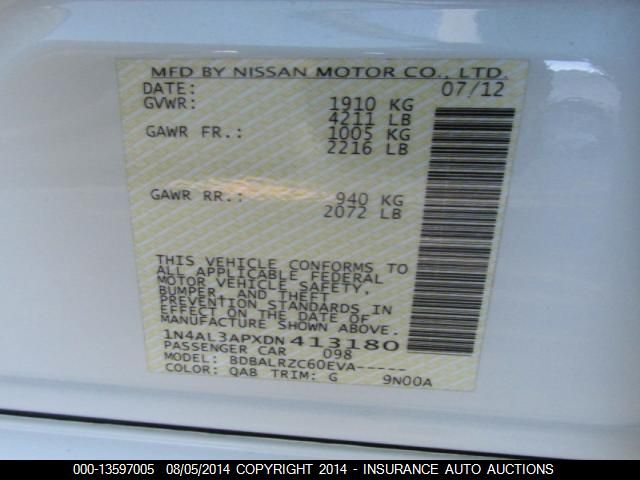 MFD BY NISSAN MOTOR CO., LTD.
DATE: 07/12
GVWR: 1910 KG
4211 LB
GAWR FR.: 1005 KG
2216 LB
GAWR RR.: 940 KG
2072 LB
THIS VEHICLE CONFORMS TO
ALL APPLICABLE FEDERAL
MOTOR VEHICLE SAFETY,
BUMPER, AND THEFT
PREVENTION STANDARDS IN
EFFECT ON THE DATE OF
MANUFACTURE SHOWN ABOVE.
1N4AL3APXDN 413180
PASSENGER CAR 098
MODEL: BDBALRZC60EVA-----
COLOR: QAB TRIM: G 9N00A
000-13597005 08/05/2014 COPYRIGHT 2014 - INSURANCE AUTO AUCTIONS